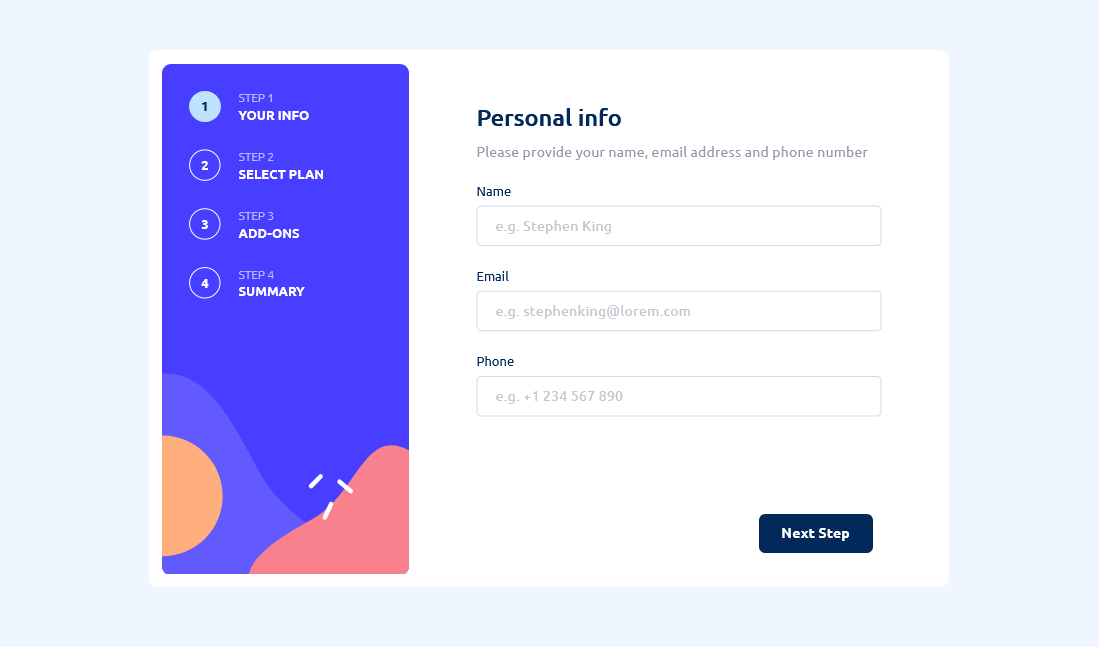 1
STEP 1
YOUR INFO
2
STEP 2
SELECT PLAN
3
STEP 3
ADD-ONS
4
STEP 4
SUMMARY
Personal info
Please provide your name, email address and phone number
Name
e.g. Stephen King
Email
e.g. stephenking@lorem.com
Phone
e.g. +1 234 567 890
Next Step